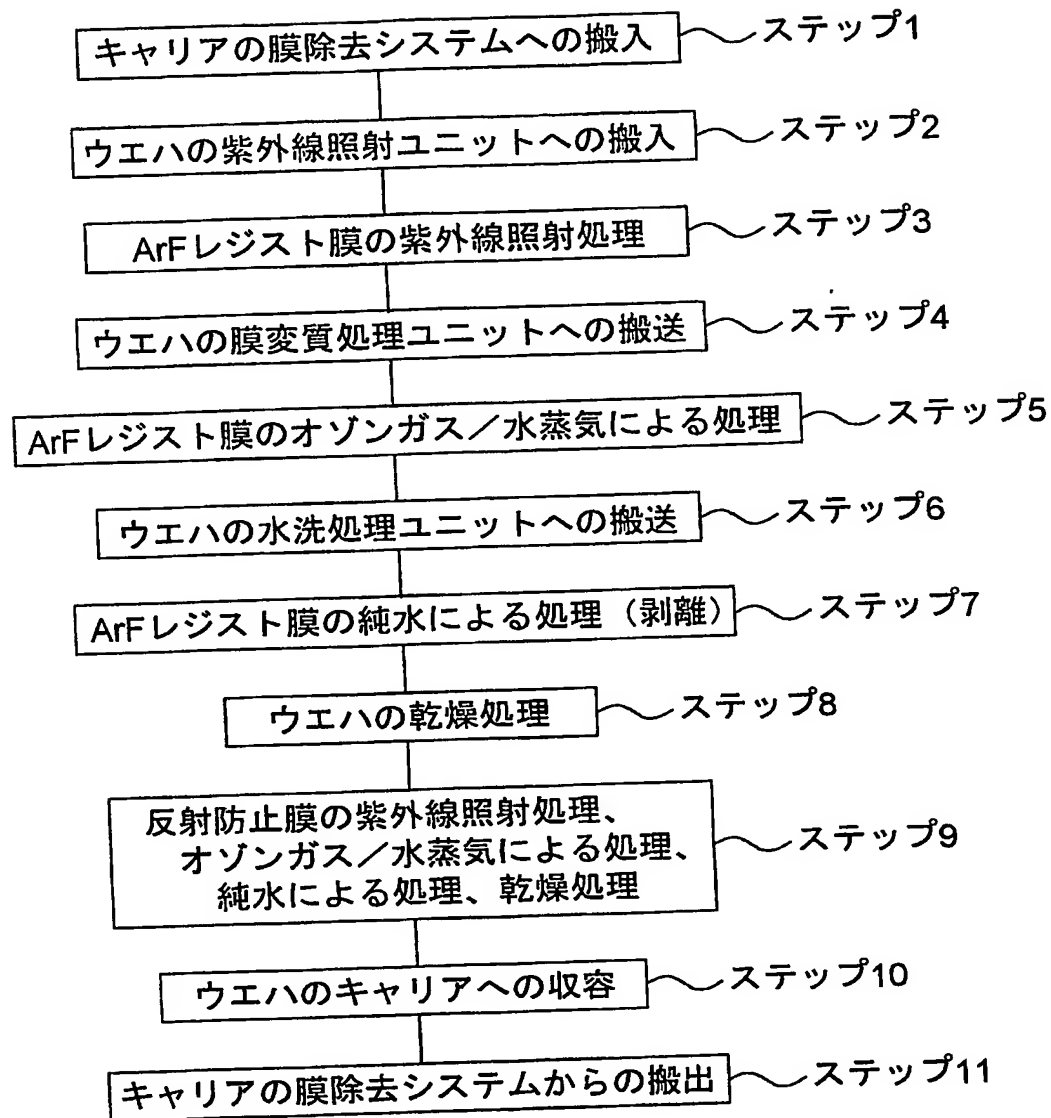 キャリアの膜除去システムへの搬入 ステップ1
ウエハの紫外線照射ユニットへの搬入 ステップ2
ArFレジスト膜の紫外線照射処理 ステップ3
ウエハの膜変質処理ユニットへの搬送 ステップ4
ArFレジスト膜のオゾンガス/水蒸気による処理 ステップ5
ウエハの水洗処理ユニットへの搬送 ステップ6
ArFレジスト膜の純水による処理(剥離) ステップ7
ウエハの乾燥処理 ステップ8
反射防止膜の紫外線照射処理、
オゾンガス/水蒸気による処理、 ステップ9
純水による処理、乾燥処理
ウエハのキャリアへの収容 ステップ10
キャリアの膜除去システムからの搬出 ステップ11